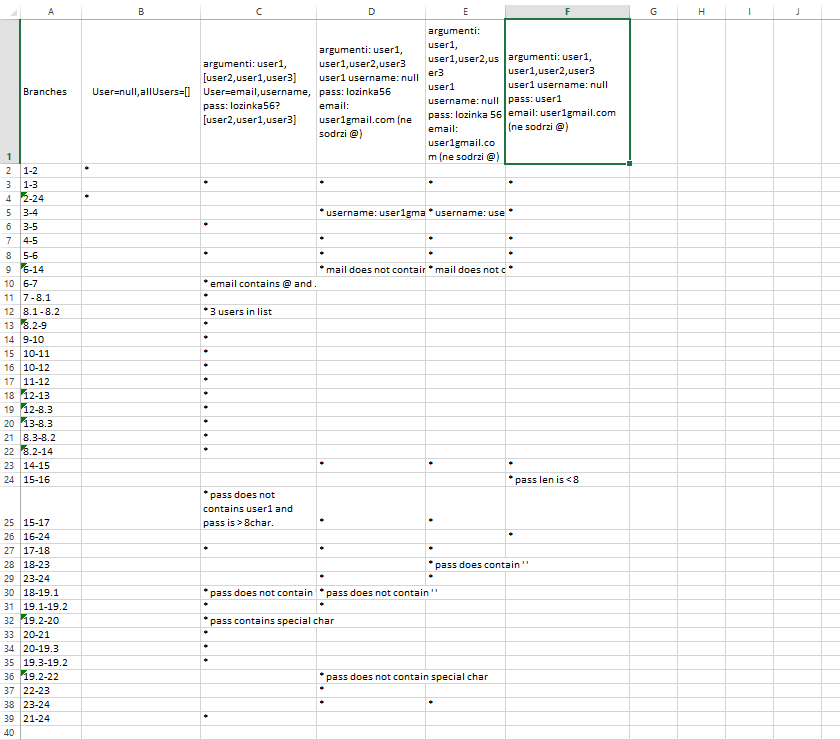 A B C D E F G H I J
1 Branches
User=null,allUsers=[]
argumenti: user1,
[user2,user1,user3]
User=email,username,
pass: lozinka56?
[user2,user1,user3]
argumenti: user1,
user1,user2,user3
user1 username: null
pass: lozinka56
email:
user1gmail.com (ne
sodrzi @)
argumenti:
user1,
user1,user2,us
er3
user1
username: null
pass: lozinka 56
email:
user1gmail.co
m (ne sodrzi @)
argumenti: user1,
user1,user2,user3
user1 username: null
pass: user1
email: user1gmail.com
(ne sodrzi @)
2 1-2 *
3 1-3 * * * *
4 2-24 *
5 3-4 * username: user1gma * username: use *
6 3-5 *
7 4-5 * * *
8 5-6 * * * *
9 6-14 * mail does not contair * mail does not c *
10 6-7 * email contains @ and .
11 7 - 8.1 *
12 8.1 - 8.2 * 3 users in list
13 8.2-9 *
14 9-10 *
15 10-11 *
16 10-12 *
17 11-12 *
18 12-13 *
19 12-8.3 *
20 13-8.3 *
21 8.3-8.2 *
22 8.2-14 *
23 14-15 * * *
24 15-16 * pass len is < 8
* pass does not
contains user1 and
25 15-17 pass is > 8char. * *
26 16-24 *
27 17-18 * * *
28 18-23 * pass does contain ' '
29 23-24 * *
30 18-19.1 * pass does not contain * pass does not contain ' '
31 19.1-19.2 * *
32 19.2-20 * pass contains special char
33 20-21 *
34 20-19.3 *
35 19.3-19.2 *
36 19.2-22 * pass does not contain special char
37 22-23 *
38 23-24 * *
39 21-24 *
40